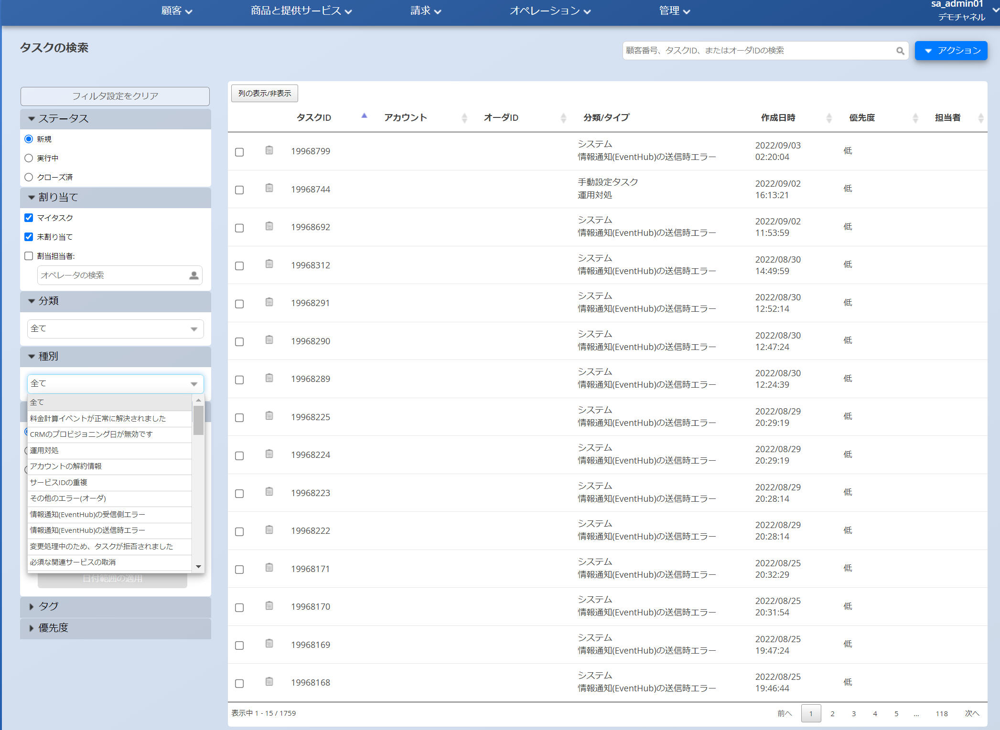 顧客
商品と提供サービス
請求
オペレーション
管理
sa_admin01
デモチャネル
タスクの検索
顧客番号、タスクID、またはオーダIDの検索
アクション
フィルタ設定をクリア
ステータス
新規
実行中
クローズ済
割り当て
マイタスク
未割り当て
割当担当者:
オペレータの検索
分類
全て
種別
全て
全て
料金計算イベントが正常に解決されました
CRMのプロビジョニング日が無効です
運用対処
アカウントの解約情報
サービスIDの重複
その他のエラー(オーダ)
情報通知(EventHub)の受信側エラー
情報通知(EventHub)の送信時エラー
変更処理中のため、タスクが拒否されました
必須な関連サービスの取消
日付範囲の適用
タグ
優先度
列の表示/非表示
タスクID アカウント オーダID 分類/タイプ 作成日時 優先度 担当者
システム
19968799 情報通知(EventHub)の送信時エラー 2022/09/03 低
02:20:04
手動設定タスク
19968744 運用対処 2022/09/02 低
16:13:21
システム
19968692 情報通知(EventHub)の送信時エラー 2022/09/02 低
11:53:59
システム
19968312 情報通知(EventHub)の送信時エラー 2022/08/30 低
14:49:59
システム
19968291 情報通知(EventHub)の送信時エラー 2022/08/30 低
12:52:14
システム
19968290 情報通知(EventHub)の送信時エラー 2022/08/30 低
12:47:24
システム
19968289 情報通知(EventHub)の送信時エラー 2022/08/30 低
12:24:39
システム
19968225 情報通知(EventHub)の送信時エラー 2022/08/29 低
20:29:19
システム
19968224 情報通知(EventHub)の送信時エラー 2022/08/29 低
20:29:19
システム
19968223 情報通知(EventHub)の送信時エラー 2022/08/29 低
20:28:14
システム
19968222 情報通知(EventHub)の送信時エラー 2022/08/29 低
20:28:14
システム
19968171 情報通知(EventHub)の送信時エラー 2022/08/25 低
20:32:29
システム
19968170 情報通知(EventHub)の送信時エラー 2022/08/25 低
20:31:54
システム
19968169 情報通知(EventHub)の送信時エラー 2022/08/25 低
19:47:24
システム
19968168 情報通知(EventHub)の送信時エラー 2022/08/25 低
19:46:44
表示中 1 - 15 / 1759
前へ 1 2 3 4 5 ... 118 次へ